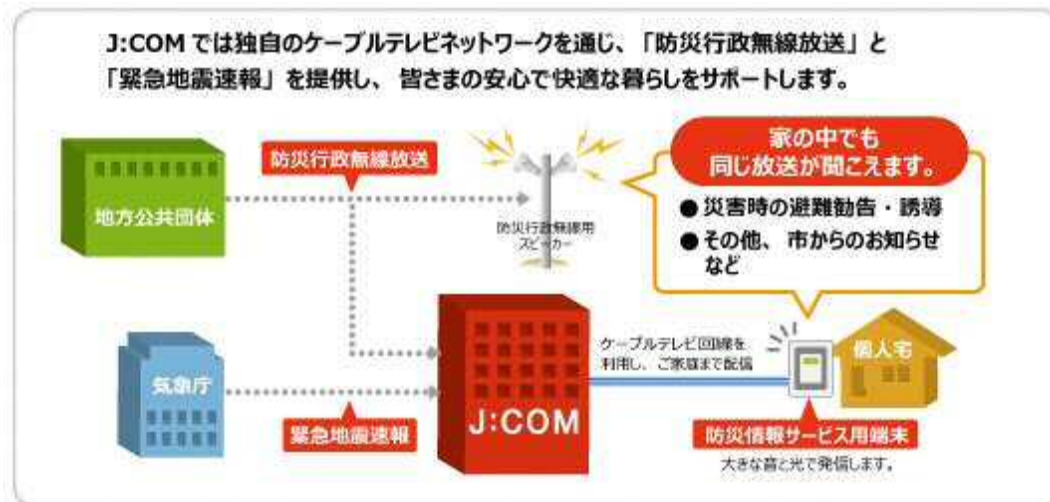 J:COM では独自のケーブルテレビネットワークを通じ、「防災行政無線放送」と
「緊急地震速報」を提供し、皆さまの安心で快適な暮らしをサポートします。
防災行政無線放送
地方公共団体
防災行政無線用
スピーカー
家の中でも
同じ放送が聞こえます。
●災害時の避難勧告・誘導
●その他、市からのお知らせ
など
気象庁
緊急地震速報
J:COM
ケーブルテレビ回線を
利用し、ご家庭まで配信
個人宅
防災情報サービス用端末
大きな音と光で発信します。